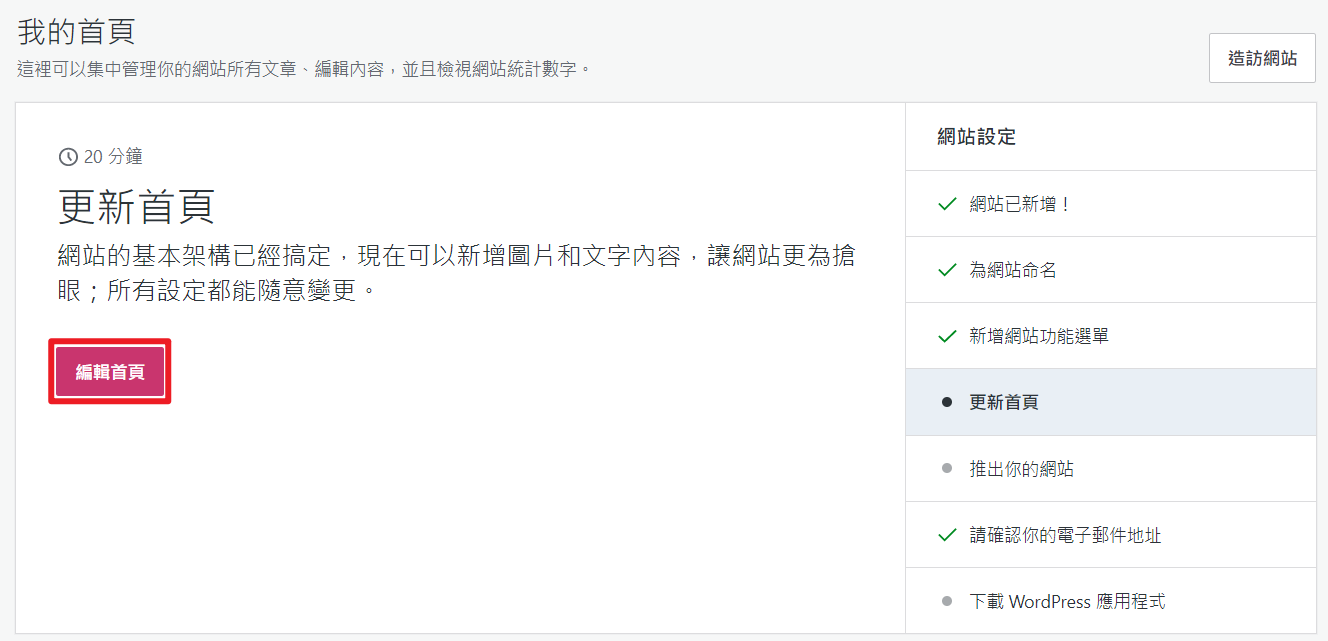 我的首頁
這裡可以集中管理你的網站所有文章、編輯內容，並且檢視網站統計數字。
造訪網站
20 分鐘
更新首頁
網站的基本架構已經搞定，現在可以新增圖片和文字內容，讓網站更為搶
眼；所有設定都能隨意變更。
編輯首頁
網站設定
網站已新增！
為網站命名
新增網站功能選單
更新首頁
推出你的網站
請確認你的電子郵件地址
下載 WordPress 應用程式